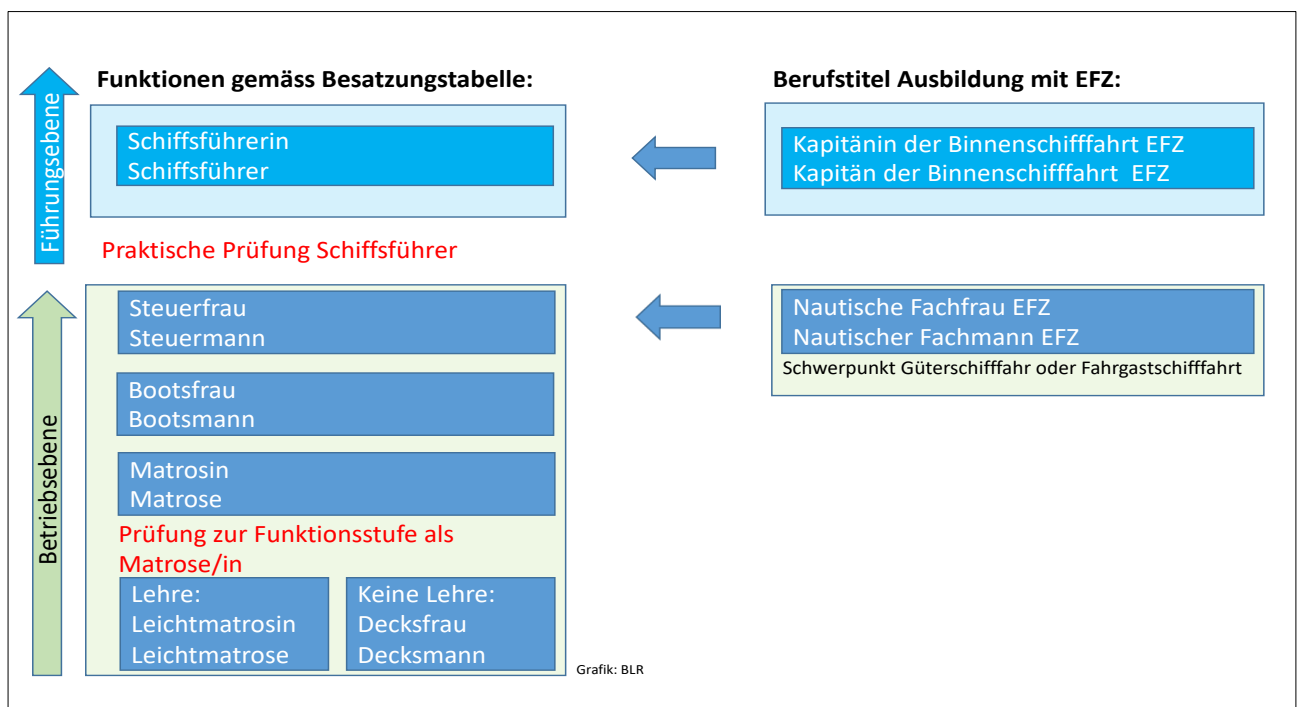 Funktionen gemäss Besatzungstabelle:
Berufstitel Ausbildung mit EFZ:
Führungsebene
Schiffsführerin
Schiffsführer
Kapitänin der Binnenschifffahrt EFZ
Kapitän der Binnenschifffahrt EFZ
Praktische Prüfung Schiffsführer
Betriebsebene
Steuerfrau
Steuermann
Nautische Fachfrau EFZ
Nautischer Fachmann EFZ
Schwerpunkt Güterschifffahr oder Fahrgastschifffahrt
Bootsfrau
Bootsmann
Matrosin
Matrose
Prüfung zur Funktionsstufe als
Matrose/in
Lehre:
Leichtmatrosin
Leichtmatrose
Keine Lehre:
Decksfrau
Decksmann
Grafik: BLR